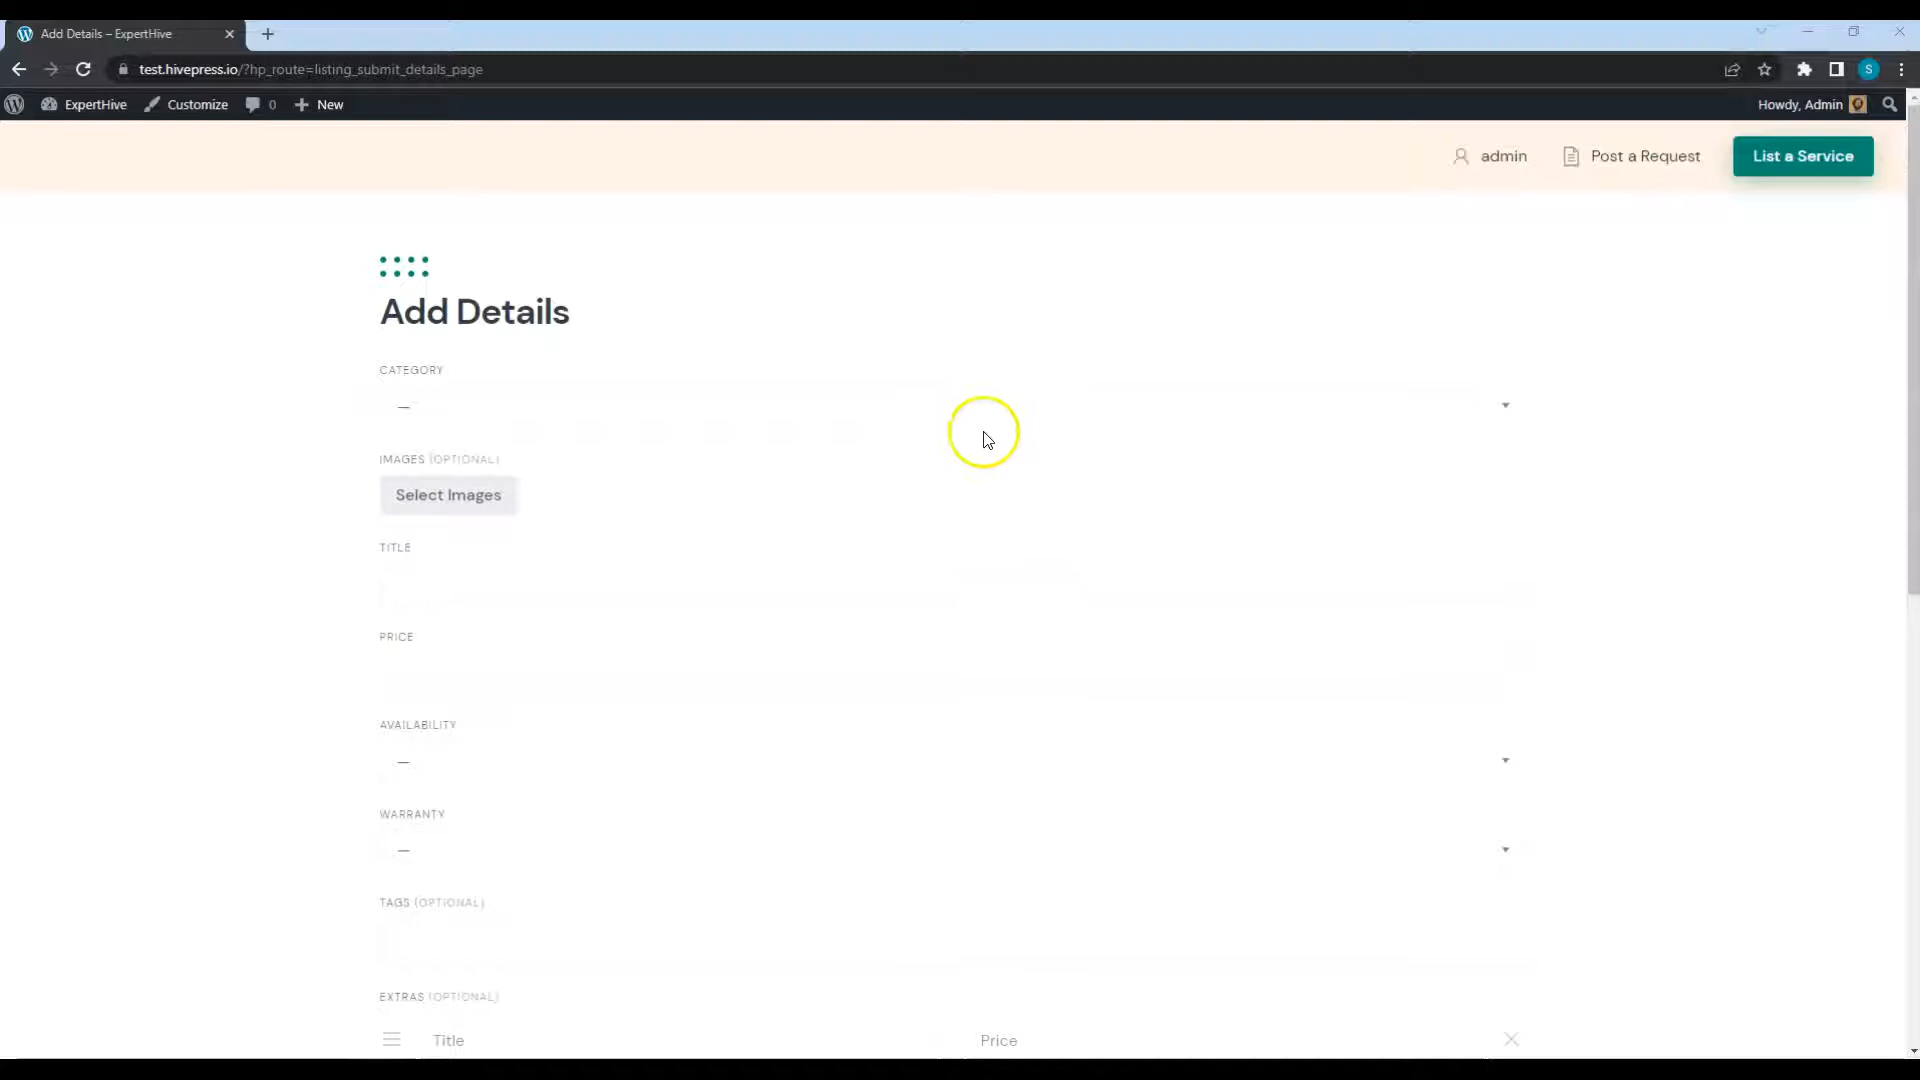 Add Details – ExpertHive
test.hivepress.io/?hp_route=listing_submit_details_page
S
ExpertHive Customize 0 New Howdy, Admin
admin Post a Request List a Service
Add Details
CATEGORY
—
IMAGES (OPTIONAL)
Select Images
TITLE
PRICE
AVAILABILITY
—
WARRANTY
—
TAGS (OPTIONAL)
EXTRAS (OPTIONAL)
Title Price